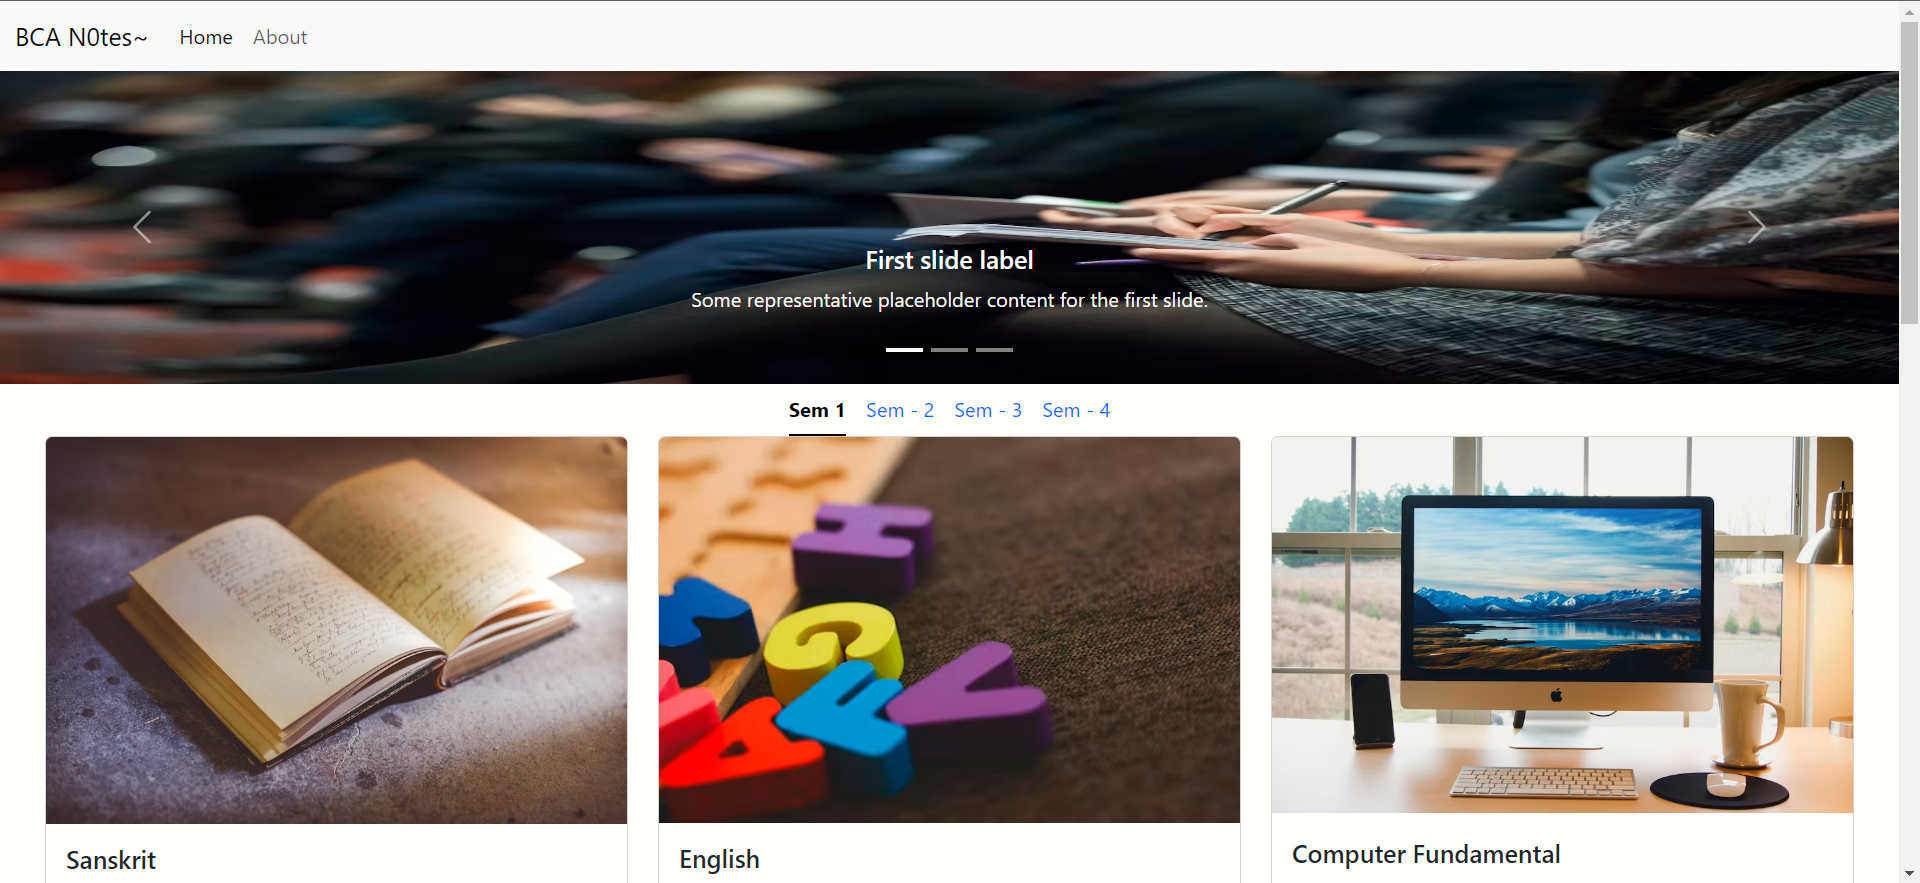 BCA N0tes~ Home About
First slide label
Some representative placeholder content for the first slide.
Sem 1 Sem - 2 Sem - 3 Sem - 4
H
G
Sanskrit
English
Computer Fundamental